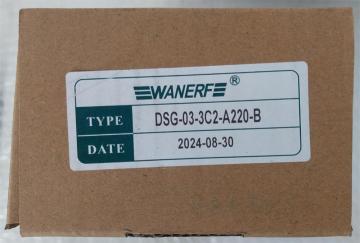 WANERF®
TYPE DSG-03-3C2-A220-B
DATE 2024-08-30